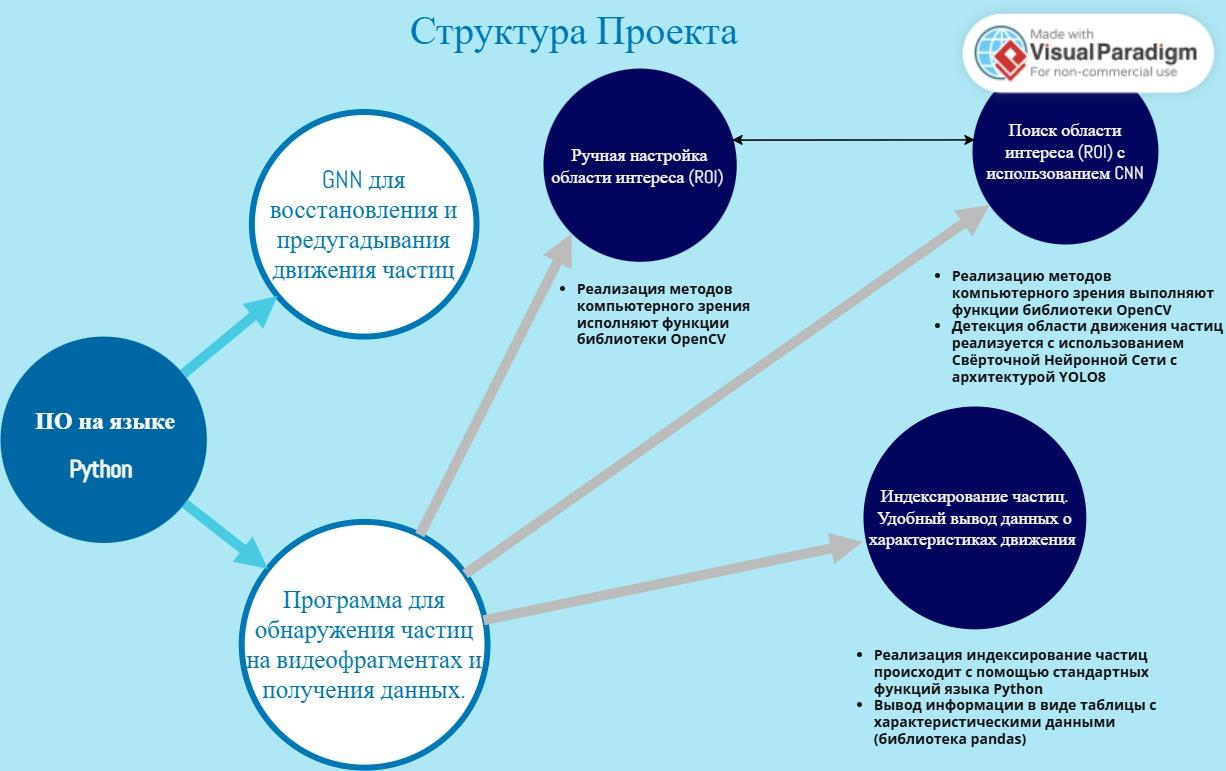 Структура Проекта
Made with
Visual Paradigm
For non-commercial use
GNN для
восстановления и
предугадывания
движения частиц
Ручная настройка
области интереса (ROI)
Поиск области
интереса (ROI) с
использованием CNN
Реализация методов
компьютерного зрения
исполняют функции
библиотеки OpenCV
Реализацию методов
компьютерного зрения выполняют
функции библиотеки OpenCV
Детекция области движения частиц
реализуется с использованием
Свёрточной Нейронной Сети с
архитектурой YOLO8
ПО на языке
Python
Программа для
обнаружения частиц
на видеофрагментах и
получения данных.
Индексирование частиц.
Удобный вывод данных о
характеристиках движения
Реализация индексирование частиц
происходит с помощью стандартных
функций языка Python
Вывод информации в виде таблицы с
характеристическими данными
(библиотека pandas)